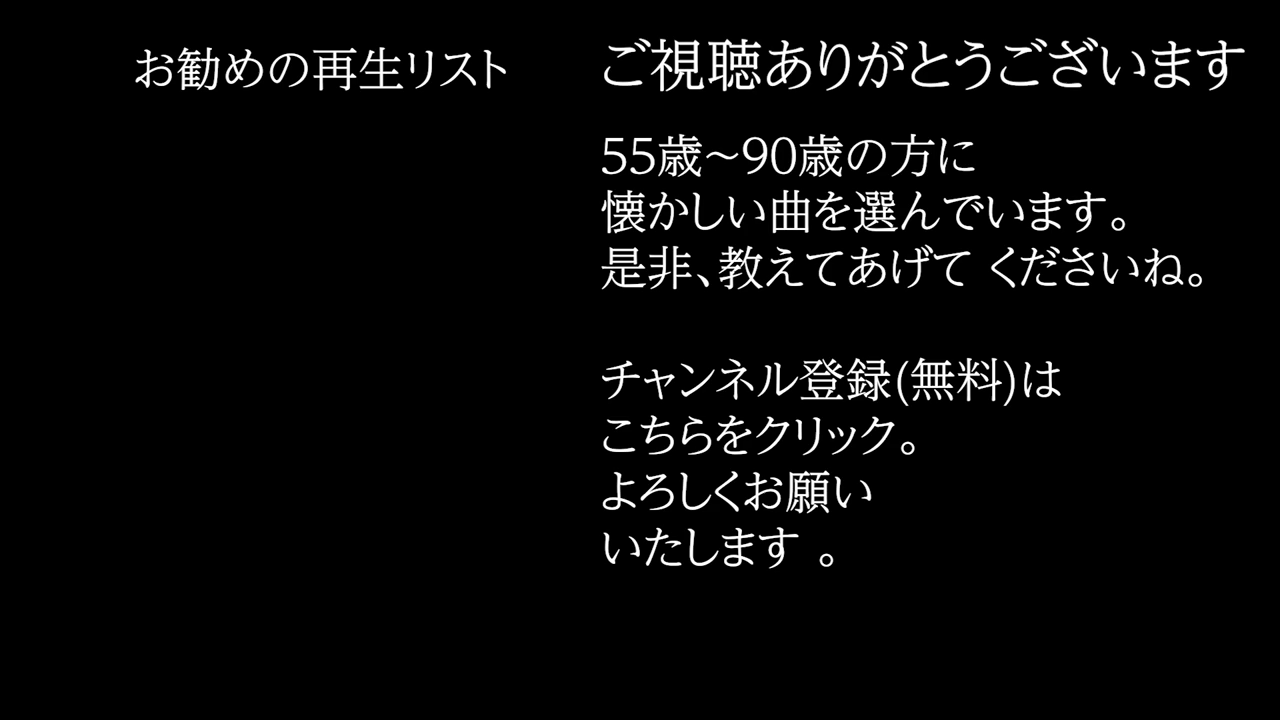 お勧めの再生リスト
ご視聴ありがとうございます
55歳~90歳の方に
懐かしい曲を選んでいます。
是非、教えてあげて くださいね。
チャンネル登録(無料)は
こちらをクリック。
よろしくお願い
いたします 。